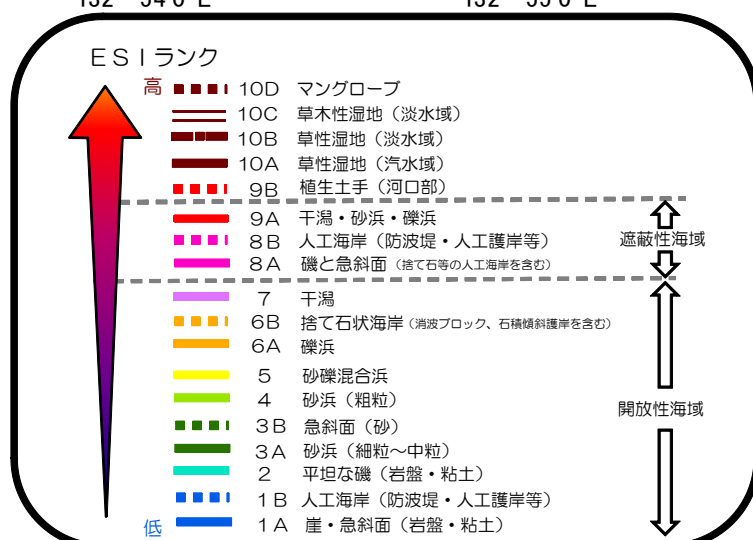 ESIランク
高
10D マングローブ
10C 草木性湿地（淡水域）
10B 草性湿地（淡水域）
10A 草性湿地（汽水域）
9B 植生土手（河口部）
9A 干潟・砂浜・礫浜
8B 人工海岸（防波堤・人工護岸等）
遮蔽性海域
8A 磯と急斜面（捨て石等の人工海岸を含む）
7 干潟
6B 捨て石状海岸（消波ブロック、石積傾斜護岸を含む）
6A 礫浜
5 砂礫混合浜
4 砂浜（粗粒）
開放性海域
3B 急斜面（砂）
3A 砂浜（細粒～中粒）
2 平坦な磯（岩盤・粘土）
1B 人工海岸（防波堤・人工護岸等）
低
1A 崖・急斜面（岩盤・粘土）